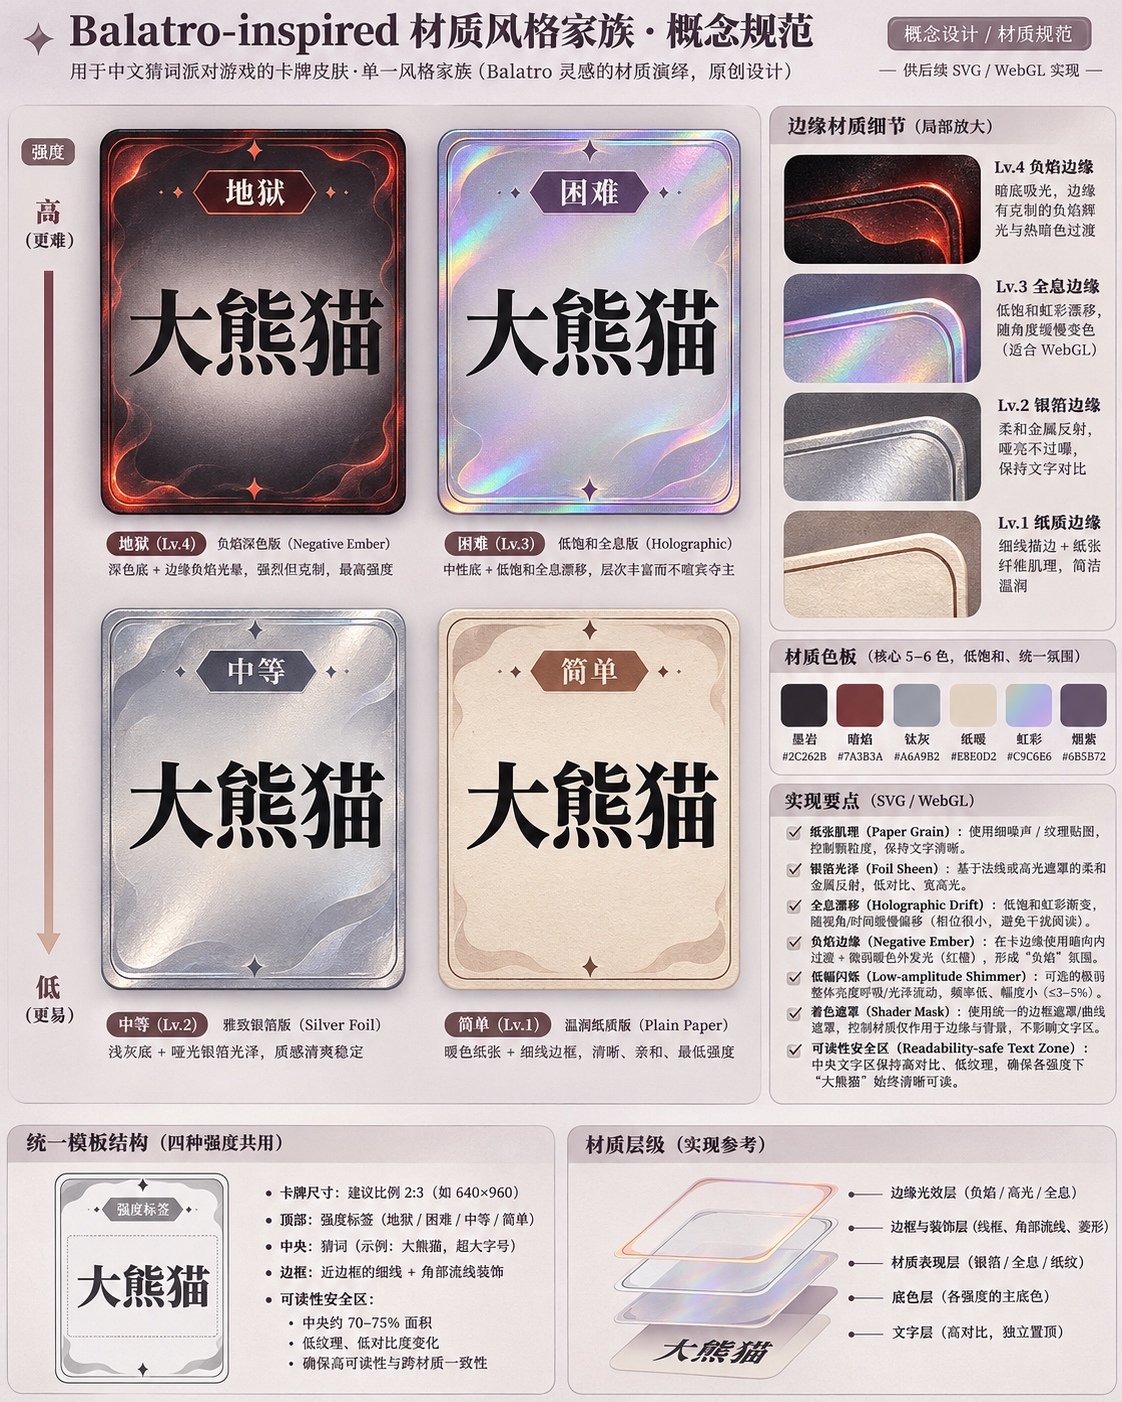 Balatro-inspired 材质风格家族 · 概念规范
用于中文猜词派对游戏的卡牌皮肤 · 单一风格家族（Balatro 灵感的材质演绎，原创设计）
概念设计 / 材质规范
供后续 SVG / WebGL 实现
强度
高
（更难）
低
（更易）
地狱
大熊猫
地狱（Lv.4） 负焰深色版（Negative Ember）
深色底 + 边缘负焰光晕，强烈但克制，最高强度
困难
大熊猫
困难（Lv.3） 低饱和全息版（Holographic）
中性底 + 低饱和全息漂移，层次丰富而不喧宾夺主
中等
大熊猫
中等（Lv.2） 雅致银箔版（Silver Foil）
浅灰底 + 哑光银箔光泽，质感清爽稳定
简单
大熊猫
简单（Lv.1） 温润纸质版（Plain Paper）
暖色纸张 + 细线边框，清晰、亲和、最低强度
边缘材质细节（局部放大）
Lv.4 负焰边缘
暗底吸光，边缘
有克制的负焰辉
光与热暗色过渡
Lv.3 全息边缘
低饱和虹彩漂移，
随角度缓慢变色
（适合 WebGL）
Lv.2 银箔边缘
柔和金属反射，
哑亮不过曝，
保持文字对比
Lv.1 纸质边缘
细线描边 + 纸张
纤维肌理，简洁
温润
材质色板（核心 5–6 色，低饱和、统一氛围）
墨岩
#2C262B
暗焰
#7A3B3A
钛灰
#A6A9B2
纸暖
#E8E0D2
虹彩
#C9C6E6
烟紫
#6B5B72
实现要点（SVG / WebGL）
纸张肌理（Paper Grain）：使用细噪声 / 纹理贴图，
控制颗粒度，保持文字清晰。
银箔光泽（Foil Sheen）：基于法线或高光遮罩的柔和
金属反射，低对比、宽高光。
全息漂移（Holographic Drift）：低饱和虹彩渐变，
随视角/时间缓慢偏移（相位很小，避免干扰阅读）。
负焰边缘（Negative Ember）：在卡边缘使用暗向内
过渡 + 微弱暖色外发光（红橙），形成“负焰”氛围。
低幅闪烁（Low-amplitude Shimmer）：可选的极弱
整体亮度呼吸/光泽流动，频率低、幅度小（≤3–5%）。
着色遮罩（Shader Mask）：使用统一的边框遮罩/曲线
遮罩，控制材质仅作用于边缘与背景，不影响文字区。
可读性安全区（Readability-safe Text Zone）：
中央文字区保持高对比、低纹理，确保各强度下
“大熊猫”始终清晰可读。
统一模板结构（四种强度共用）
强度标签
大熊猫
• 卡牌尺寸：建议比例 2:3（如 640×960）
• 顶部：强度标签（地狱 / 困难 / 中等 / 简单）
• 中央：猜词（示例：大熊猫，超大字号）
• 边框：近边框的细线 + 角部流线装饰
• 可读性安全区：
• 中央约 70–75% 面积
• 低纹理、低对比度变化
• 确保高可读性与跨材质一致性
材质层级（实现参考）
大熊猫
边缘光效层（负焰 / 高光 / 全息）
边框与装饰层（线框、角部流线、菱形）
材质表现层（银箔 / 全息 / 纸纹）
底色层（各强度的主底色）
文字层（高对比，独立置顶）